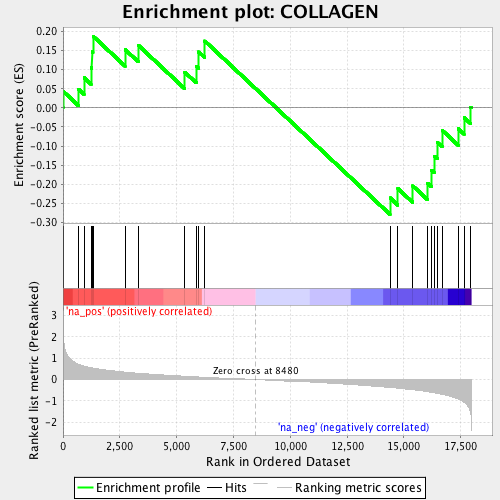 Enrichment plot: COLLAGEN
Enrichment score (ES)
0.20
0.15
0.10
0.05
0.00
-0.05
-0.10
-0.15
-0.20
-0.25
-0.30
'na_pos' (positively correlated)
Ranked list metric (PreRanked)
3
2
1
0
-1
-2
Zero cross at 8480
'na_neg' (negatively correlated)
0 2,500 5,000 7,500 10,000 12,500 15,000 17,500
Rank in Ordered Dataset
Enrichment profile Hits Ranking metric scores